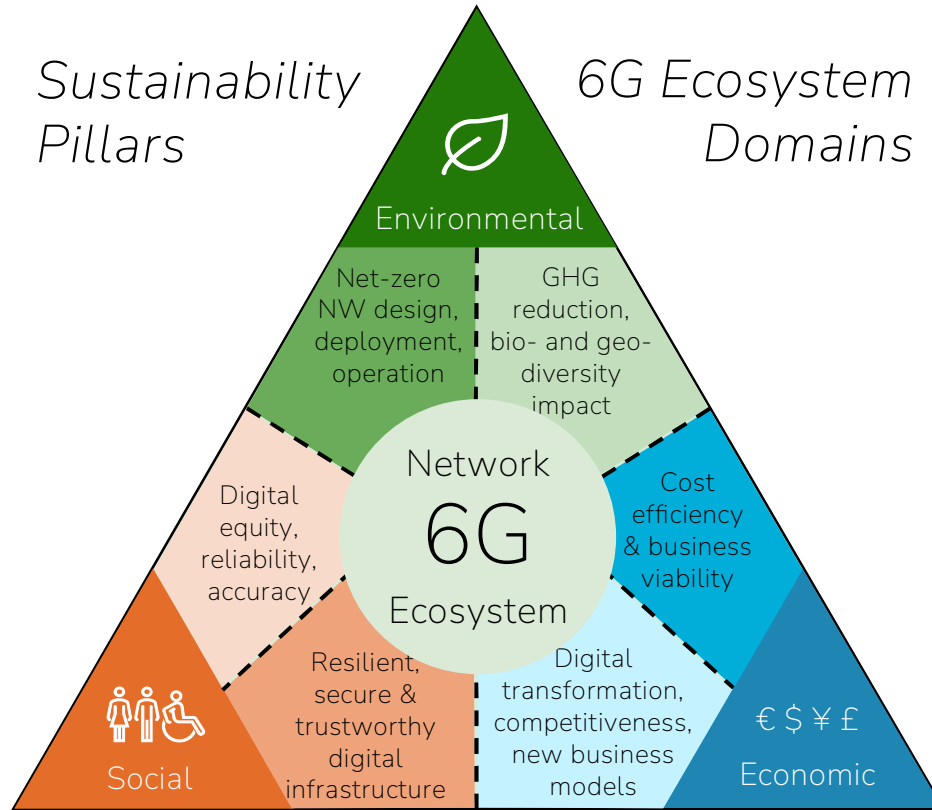 Sustainability
Pillars
6G Ecosystem
Domains
Environmental
Net-zero
NW design,
deployment,
operation
GHG
reduction,
bio- and geo-
diversity
impact
Network
6G
Ecosystem
Digital
equity,
reliability,
accuracy
Cost
efficiency
& business
viability
Resilient,
secure &
trustworthy
digital
infrastructure
Digital
transformation,
competitiveness,
new business
models
Social
€ $ ¥ £
Economic